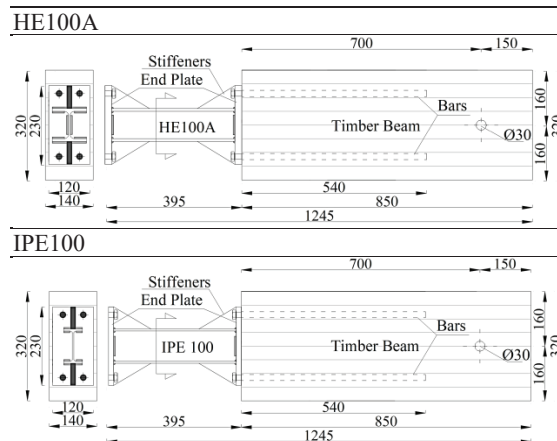 HE100A
700 150
Stiffeners
End Plate
Bars
320
230
HE100A
Timber Beam
Ø30
160
160
320
120
140
540
395
850
1245
IPE100
700 150
Stiffeners
End Plate
Bars
320
230
IPE 100
Timber Beam
Ø30
160
160
320
120
140
540
395
850
1245